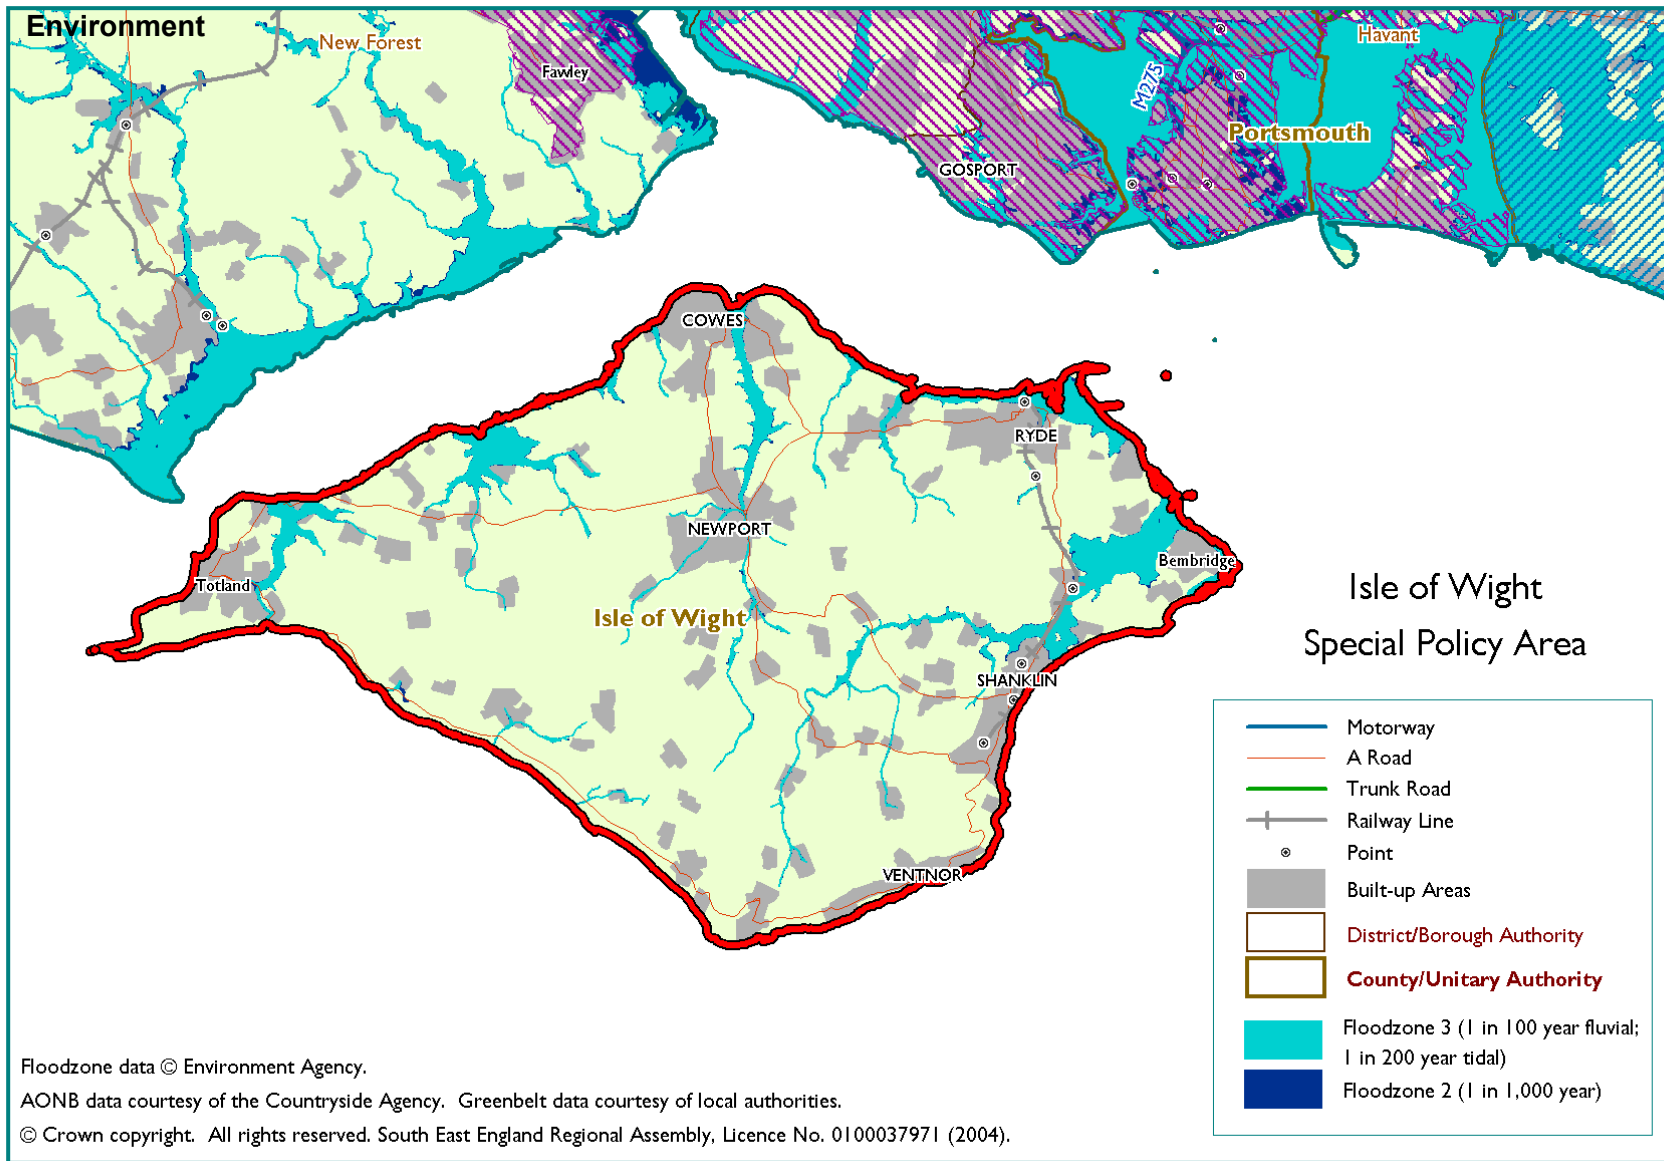 Environment
New Forest
Fawley
Havant
M275
Portsmouth
GOSPORT
COWES
RYDE
NEWPORT
Bembridge
Totland
Isle of Wight
SHANKLIN
VENTNOR
Isle of Wight
Special Policy Area
Motorway
A Road
Trunk Road
Railway Line
Point
Built-up Areas
District/Borough Authority
County/Unitary Authority
Floodzone 3 (1 in 100 year fluvial;
1 in 200 year tidal)
Floodzone 2 (1 in 1,000 year)
Floodzone data © Environment Agency.
AONB data courtesy of the Countryside Agency. Greenbelt data courtesy of local authorities.
© Crown copyright. All rights reserved. South East England Regional Assembly, Licence No. 0100037971 (2004).